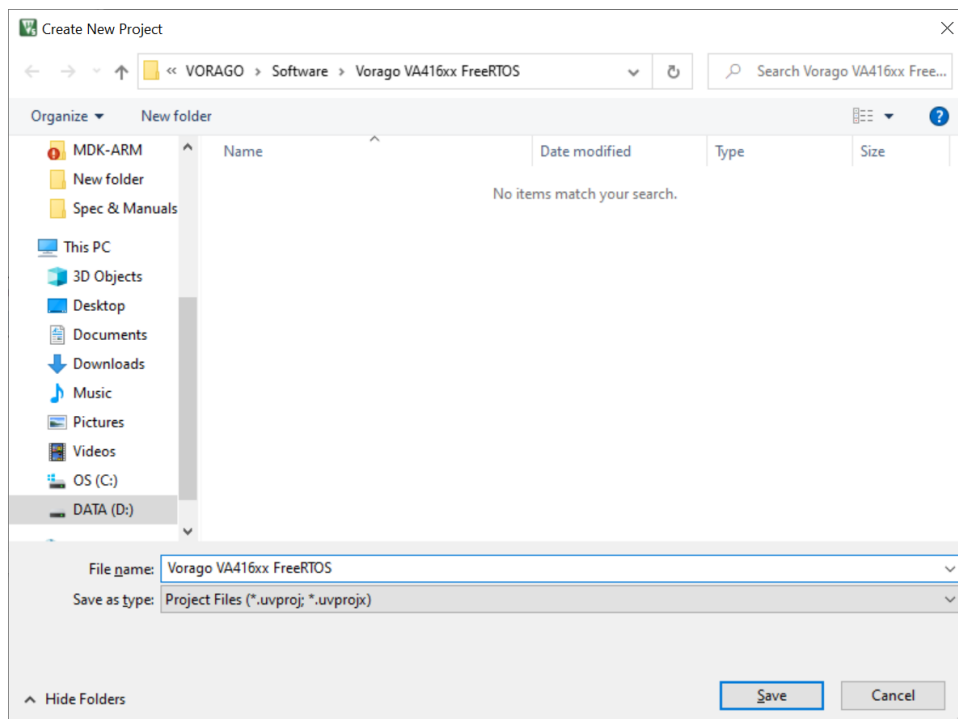 Create New Project
« VORAGO > Software > Vorago VA416xx FreeRTOS
Search Vorago VA416xx Free...
Organize
New folder
?
Name
Date modified
Type
Size
No items match your search.
MDK-ARM
New folder
Spec & Manuals
This PC
3D Objects
Desktop
Documents
Downloads
Music
Pictures
Videos
OS (C:)
DATA (D:)
File name: Vorago VA416xx FreeRTOS
Save as type: Project Files (*.uvproj; *.uvprojx)
Hide Folders
Save
Cancel